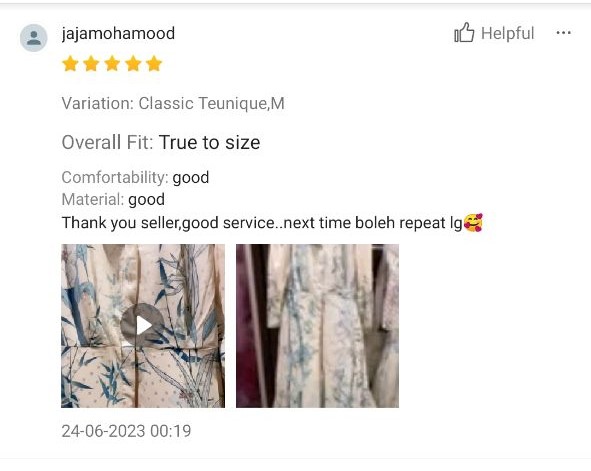 jajamohamood
Helpful
Variation: Classic Teunique,M
Overall Fit: True to size
Comfortability: good
Material: good
Thank you seller,good service..next time boleh repeat lg🥰
24-06-2023 00:19